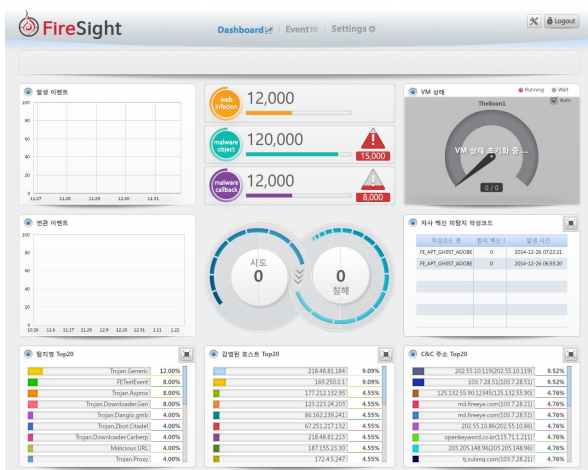 FireSight
Dashboard Event Settings
Logout
발생 이벤트
100
80
60
40
20
0
11.27 11.28 11.29 11.30 11.31
web infecion 12,000
malware object 120,000
15,000
malware callback 12,000
8,000
VM 상태
Running Wait
TheBoan1
Auto
VM 상태 초기화 중....
0 / 0
연관 이벤트
100
80
60
40
20
0
10.26 11.4 11.7 11.28 12.9 12.20 12.31 1.11 1.22
시도
0
0
침해
자사 백신 미탐지 악성코드
악성코드 명 탐지 백신 수 발생 시간
FE_APT_GHIIST_ADOBE 0 2014-12-26 07:22:21
FE_APT_GHIIST_ADOBE 0 2014-12-26 06:55:20
탐지명 Top20
Trojan.Generic 12.00%
FETestEvent 8.00%
Trojan.Asprox 8.00%
Trojan.DownloaderGen 8.00%
Trojan.Danglo.gmb 4.00%
Trojan.Zbot.Citadel 4.00%
Trojan.Downloader.Carberp 4.00%
Malicious.URL 4.00%
Trojan.Proxy 4.00%
감염된 호스트 Top20
218.48.81.184 9.09%
169.250.0.1 9.09%
177.212.132.95 4.55%
123.223.24.203 4.55%
86.162.239.241 4.55%
67.251.217.132 4.55%
218.48.81.213 4.55%
187.155.23.30 4.55%
172.4.5.247 4.55%
C&C 주소 Top20
202.55.10.119(202.55.10.119) 9.52%
103.7.28.51(103.7.28.51) 9.52%
125.132.55.90:12345(125.132.55.90) 4.76%
mil.fireeye.com(103.7.28.21) 4.76%
mil.fireeye.com(103.7.28.51) 4.76%
202.55.10.86(202.55.10.86) 4.76%
openkeyword.co.kr(115.71.1.211) 4.76%
203.205.148.96(203.205.148.96) 4.76%
tj.sulang.com(103.7.28.51) 4.76%